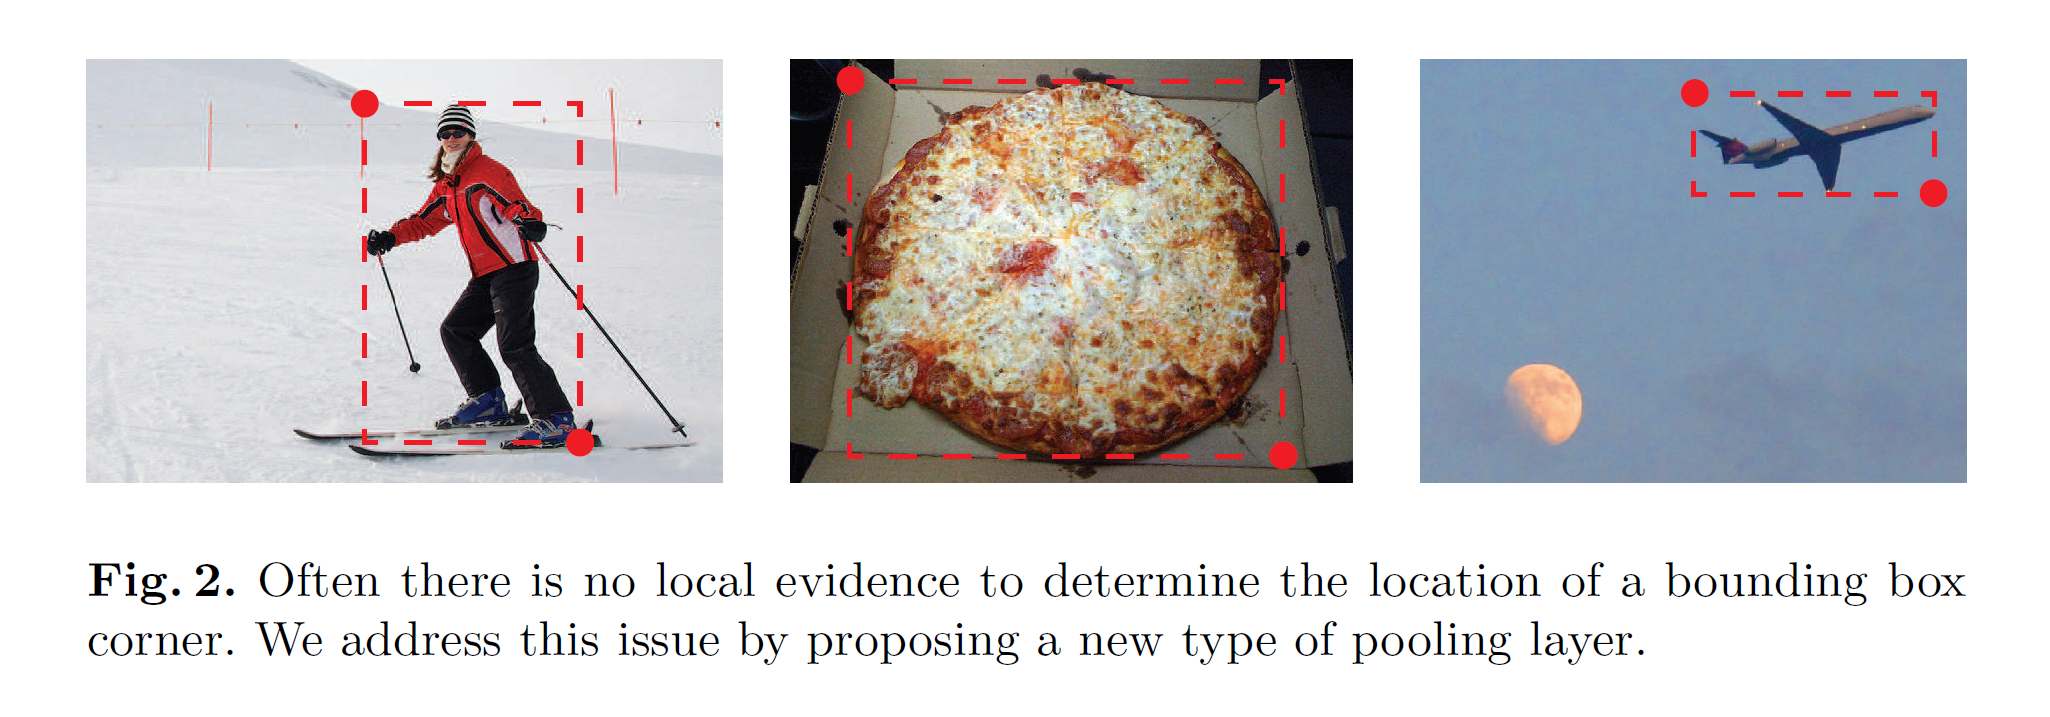 Fig. 2. Often there is no local evidence to determine the location of a bounding box
corner. We address this issue by proposing a new type of pooling layer.